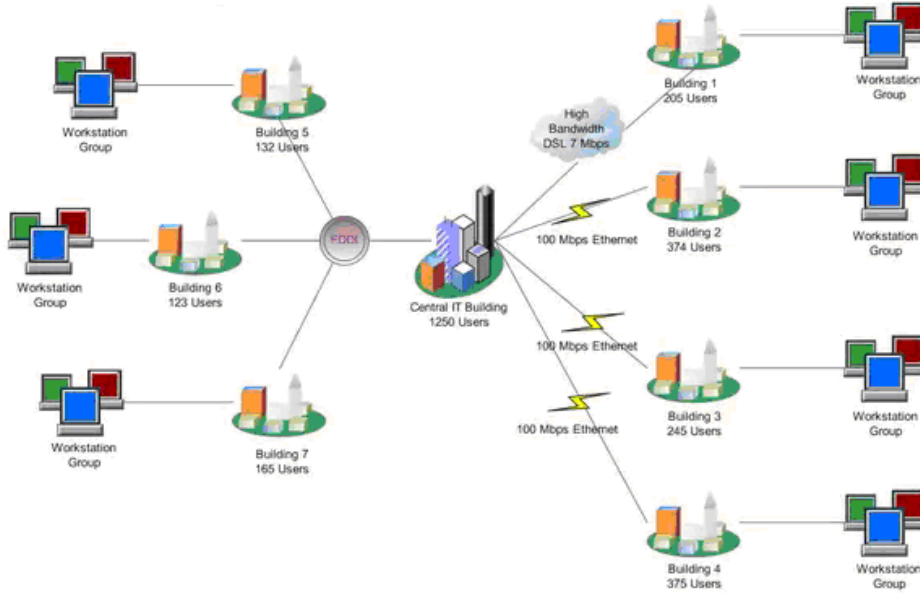 Workstation
Group
Building 5
132 Users
Workstation
Group
Building 6
123 Users
Workstation
Group
Building 7
165 Users
FDDI
Central IT Building
1250 Users
High
Bandwidth
DSL 7 Mbps
100 Mbps Ethernet
100 Mbps Ethernet
100 Mbps Ethernet
Building 1
205 Users
Workstation
Group
Building 2
374 Users
Workstation
Group
Building 3
245 Users
Workstation
Group
Building 4
375 Users
Workstation
Group